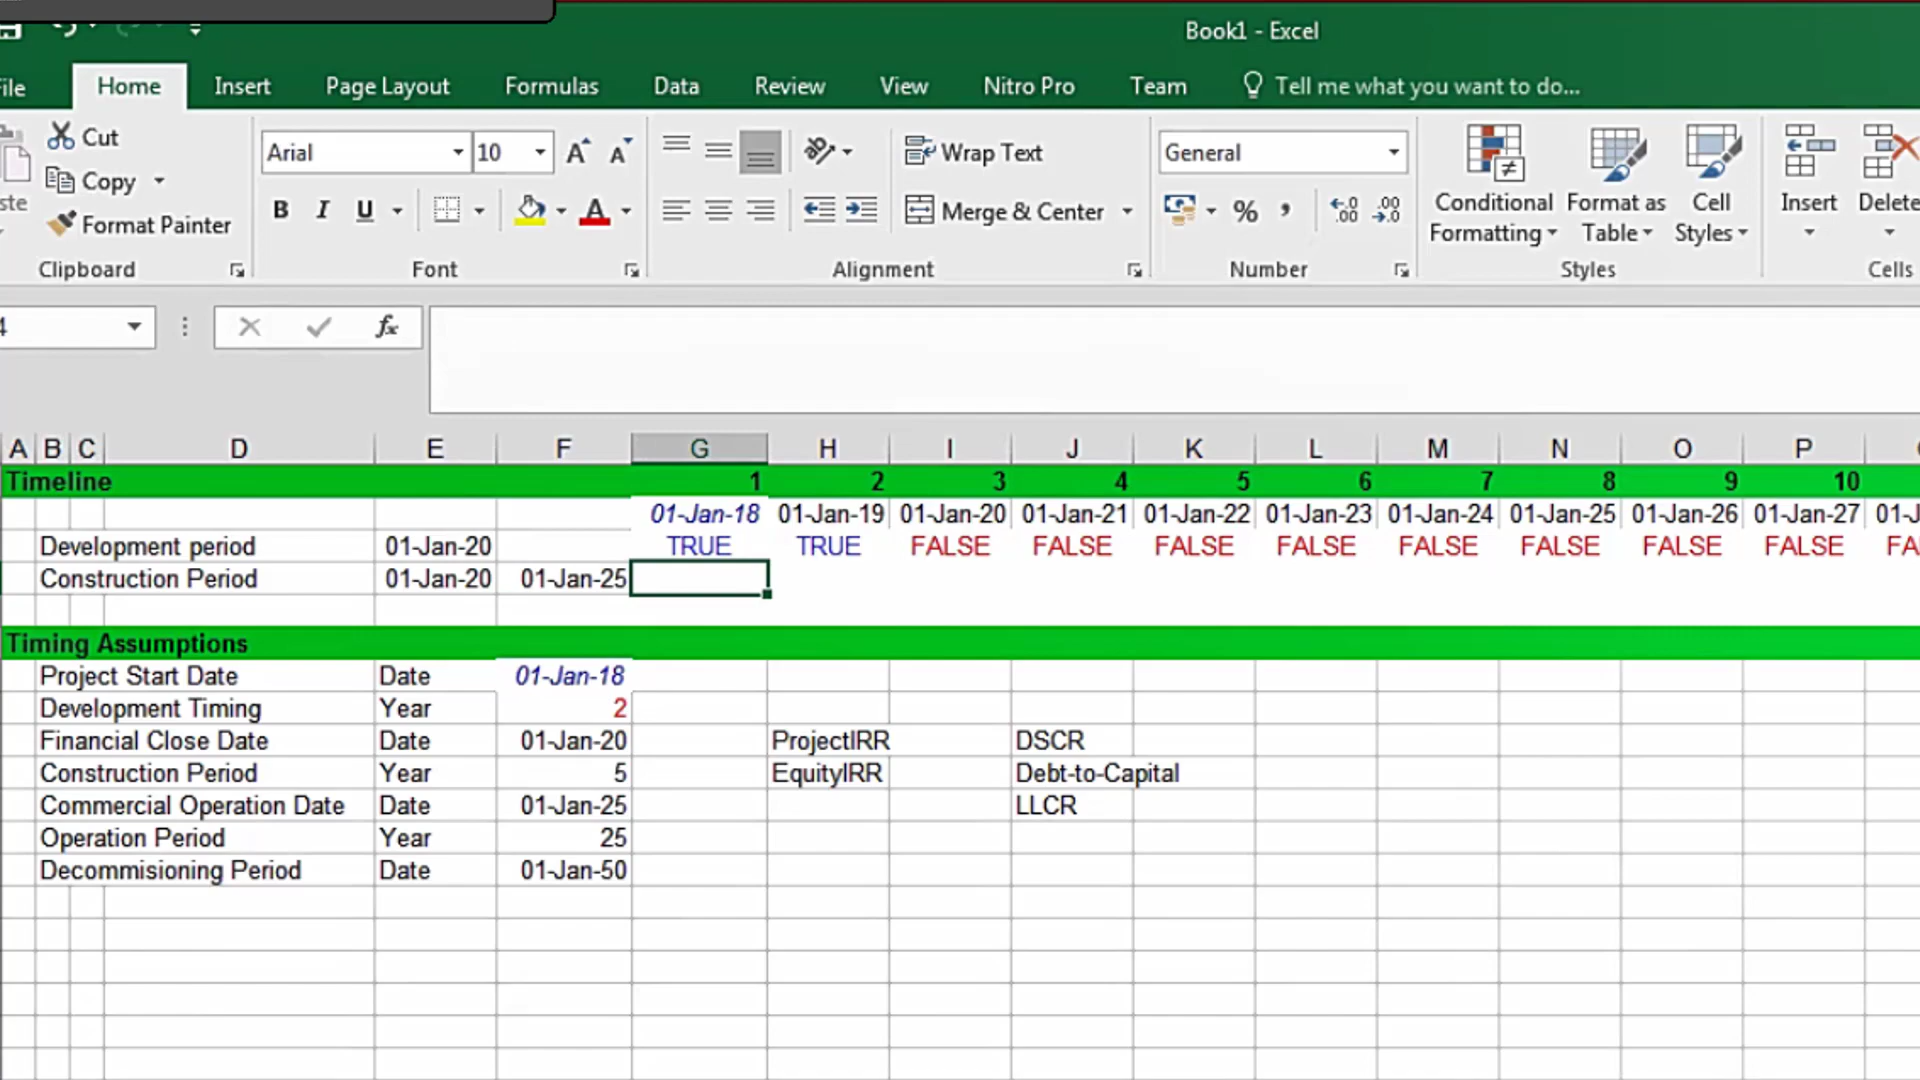 Book1 - Excel
File Home Insert Page Layout Formulas Data Review View Nitro Pro Team Tell me what you want to do...
Cut
Copy
Format Painter
Clipboard
Arial 10
B I U A
Font
Wrap Text
Merge & Center
Alignment
General
% ,
Number
Conditional Formatting
Format as Table
Cell Styles
Styles
Insert
Delete
Cells
4 fx
A B C D E F G H I J K L M N O P
Timeline 1 2 3 4 5 6 7 8 9 10
01-Jan-18 01-Jan-19 01-Jan-20 01-Jan-21 01-Jan-22 01-Jan-23 01-Jan-24 01-Jan-25 01-Jan-26 01-Jan-27 01-J
Development period 01-Jan-20 TRUE TRUE FALSE FALSE FALSE FALSE FALSE FALSE FALSE FALSE FA
Construction Period 01-Jan-20 01-Jan-25
Timing Assumptions
Project Start Date Date 01-Jan-18
Development Timing Year 2
Financial Close Date Date 01-Jan-20 ProjectIRR DSCR
Construction Period Year 5 EquityIRR Debt-to-Capital
Commercial Operation Date Date 01-Jan-25 LLCR
Operation Period Year 25
Decommisioning Period Date 01-Jan-50